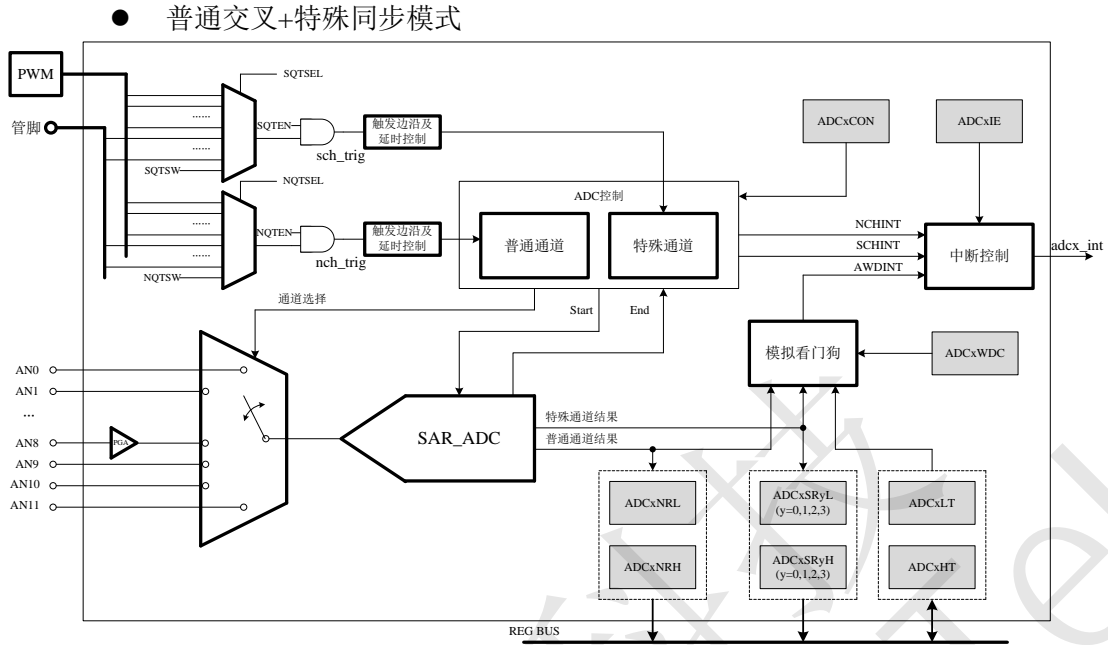 ● 普通交叉+特殊同步模式
PWM
管脚
SQTSEL
......
......
SQTSW
SQTEN
sch_trig
触发边沿及
延时控制
NQTSEL
......
......
NQTSW
NQTEN
nch_trig
触发边沿及
延时控制
ADC控制
普通通道
特殊通道
ADCxCON
ADCxIE
NCHINT
SCHINT
AWDINT
中断控制
adcx_int
通道选择
Start
End
模拟看门狗
ADCxWDC
AN0
AN1
...
AN8
PGA
AN9
AN10
AN11
SAR_ADC
特殊通道结果
普通通道结果
ADCxNRL
ADCxNRH
ADCxSRyL
(y=0,1,2,3)
ADCxSRyH
(y=0,1,2,3)
ADCxLT
ADCxHT
REG BUS